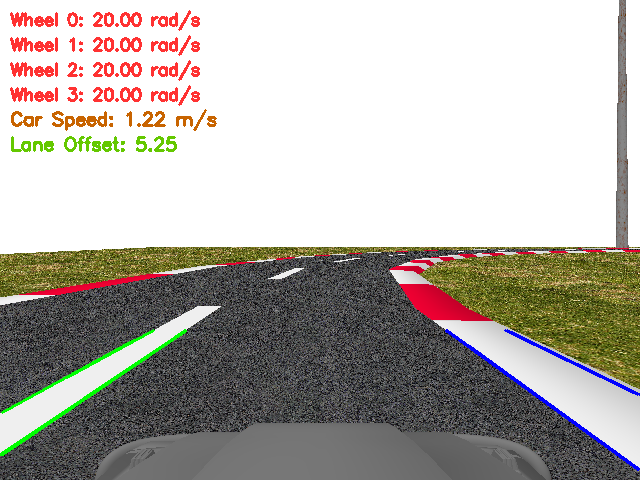 Wheel 0: 20.00 rad/s
Wheel 1: 20.00 rad/s
Wheel 2: 20.00 rad/s
Wheel 3: 20.00 rad/s
Car Speed: 1.22 m/s
Lane Offset: 5.25